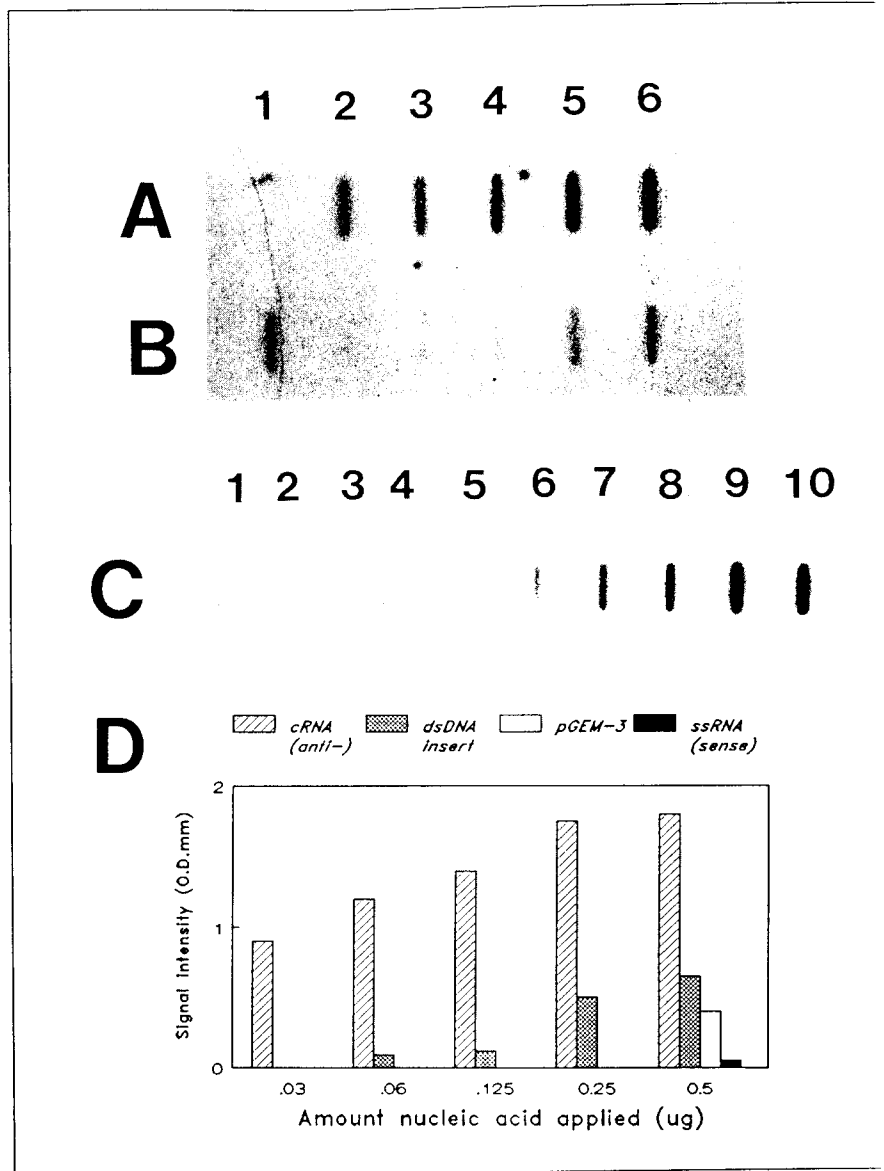 1 2 3 4 5 6
A
B
1 2 3 4 5 6 7 8 9 10
C
D
cRNA (anti-)
dsDNA insert
pGEM-3
ssRNA (sense)
Signal intensity (O.D.mm)
2
1
0
.03 .06 .125 0.25 0.5
Amount nucleic acid applied (ug)